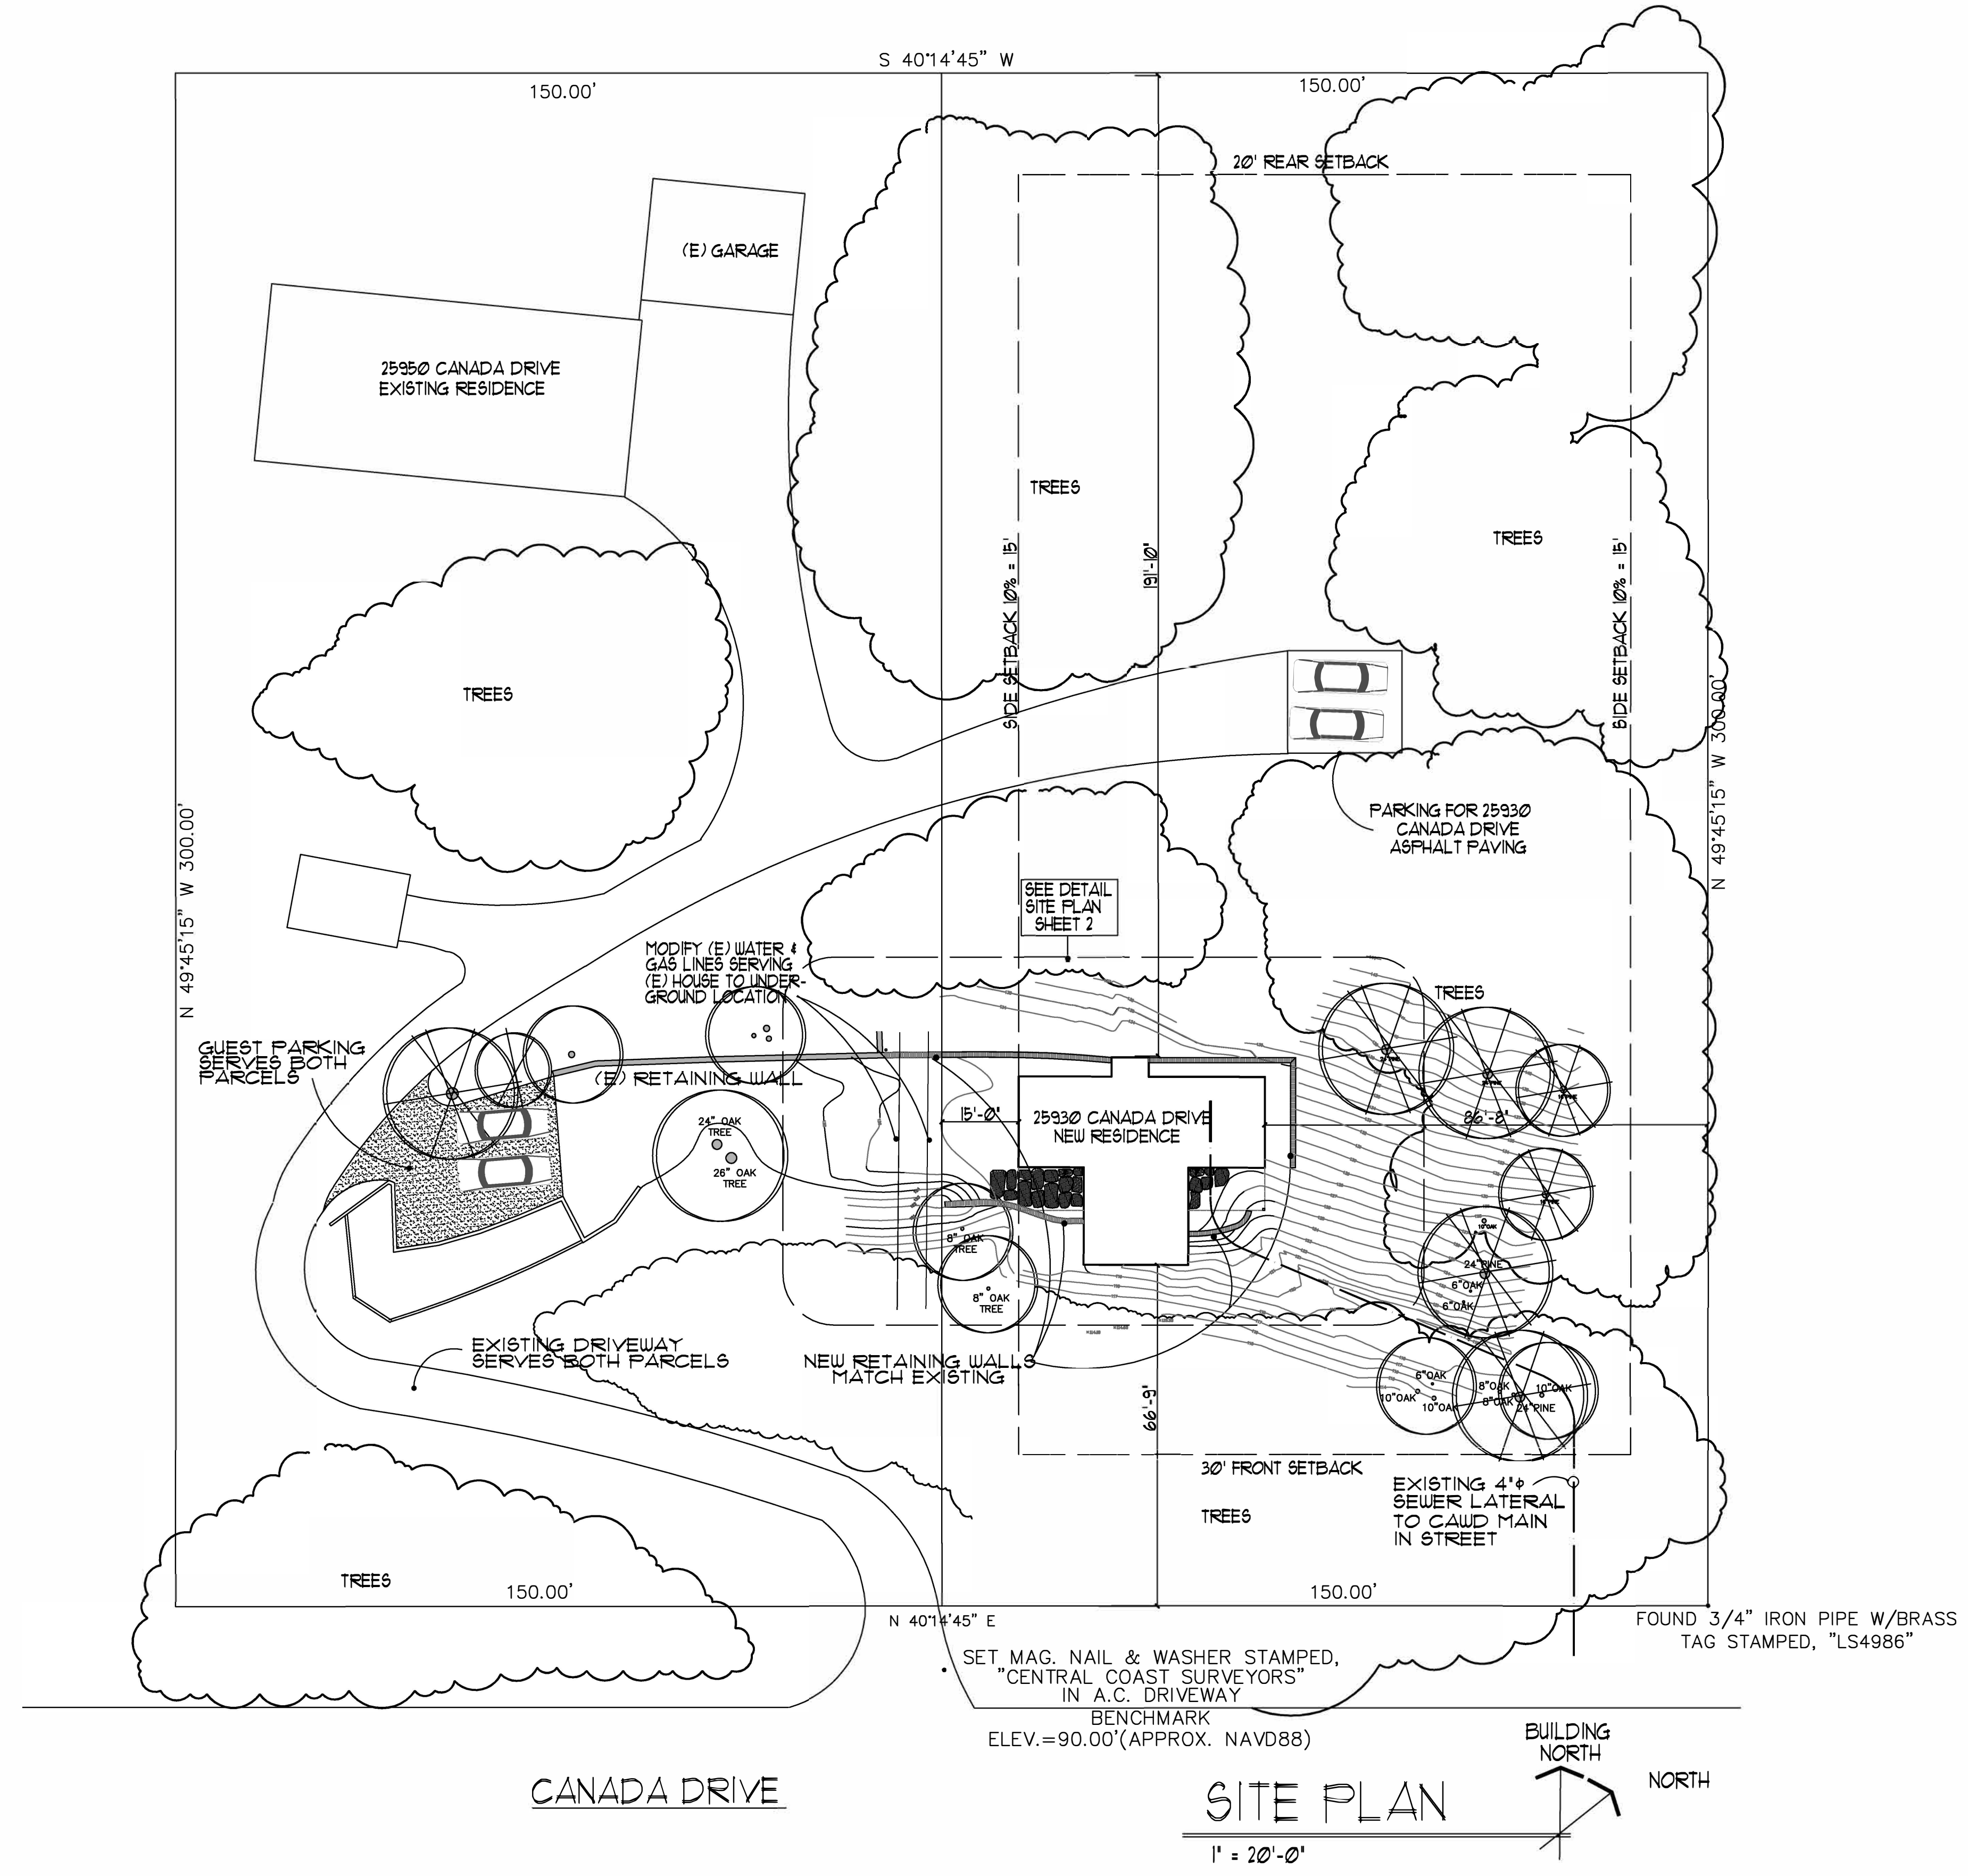 S 40°14'45" W
150.00'
150.00'
20' REAR SETBACK
(E) GARAGE
25950 CANADA DRIVE
EXISTING RESIDENCE
TREES
TREES
SIDE SETBACK 10% = 15'
191'-10"
SIDE SETBACK 10% = 15'
TREES
N 49°45'15" W 300.00'
N 49°45'15" W 300.00'
PARKING FOR 25930
CANADA DRIVE
ASPHALT PAVING
SEE DETAIL
SITE PLAN
SHEET 2
MODIFY (E) WATER &
GAS LINES SERVING
(E) HOUSE TO UNDER-
GROUND LOCATION
TREES
GUEST PARKING
SERVES BOTH
PARCELS
(E) RETAINING WALL
24" OAK
TREE
26" OAK
TREE
15'-0"
25930 CANADA DRIVE
NEW RESIDENCE
86'-8"
8" OAK
TREE
8" OAK
TREE
10"OAK
24"PINE
6"OAK
6"OAK
EXISTING DRIVEWAY
SERVES BOTH PARCELS
NEW RETAINING WALLS
MATCH EXISTING
66'-9"
6"OAK
10"OAK
10"OAK
8"OAK
8"OAK
10"OAK
24"PINE
30' FRONT SETBACK
EXISTING 4"ϕ
SEWER LATERAL
TO CAWD MAIN
IN STREET
TREES
TREES
150.00'
150.00'
N 40°14'45" E
FOUND 3/4" IRON PIPE W/BRASS
TAG STAMPED, "LS4986"
SET MAG. NAIL & WASHER STAMPED,
"CENTRAL COAST SURVEYORS"
IN A.C. DRIVEWAY
BENCHMARK
ELEV.=90.00'(APPROX. NAVD88)
BUILDING
NORTH
NORTH
CANADA DRIVE
SITE PLAN
1" = 20'-0"